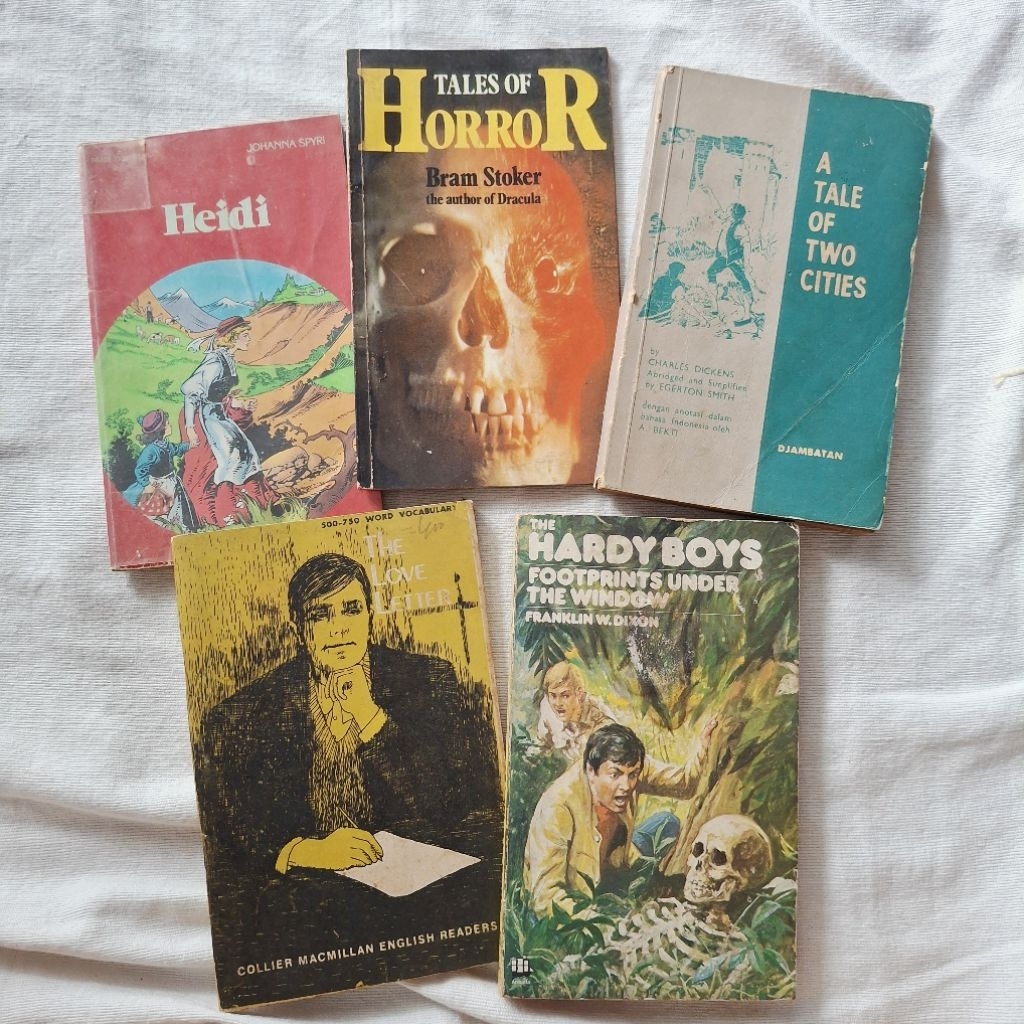 JOHANNA SPYRI
Heidi
TALES OF
HORROR
Bram Stoker
the author of Dracula
A
TALE
OF
TWO
CITIES
by
CHARLES DICKENS
Abridged and Simplified
by EGERTON SMITH
dengan anotasi dalam
bahasa Indonesia oleh
A. BEKTI
DJAMBATAN
500-750 WORD VOCABULARY
THE
LOVE
LETTER
COLLIER MACMILLAN ENGLISH READERS
THE
HARDY BOYS
FOOTPRINTS UNDER
THE WINDOW
FRANKLIN W. DIXON